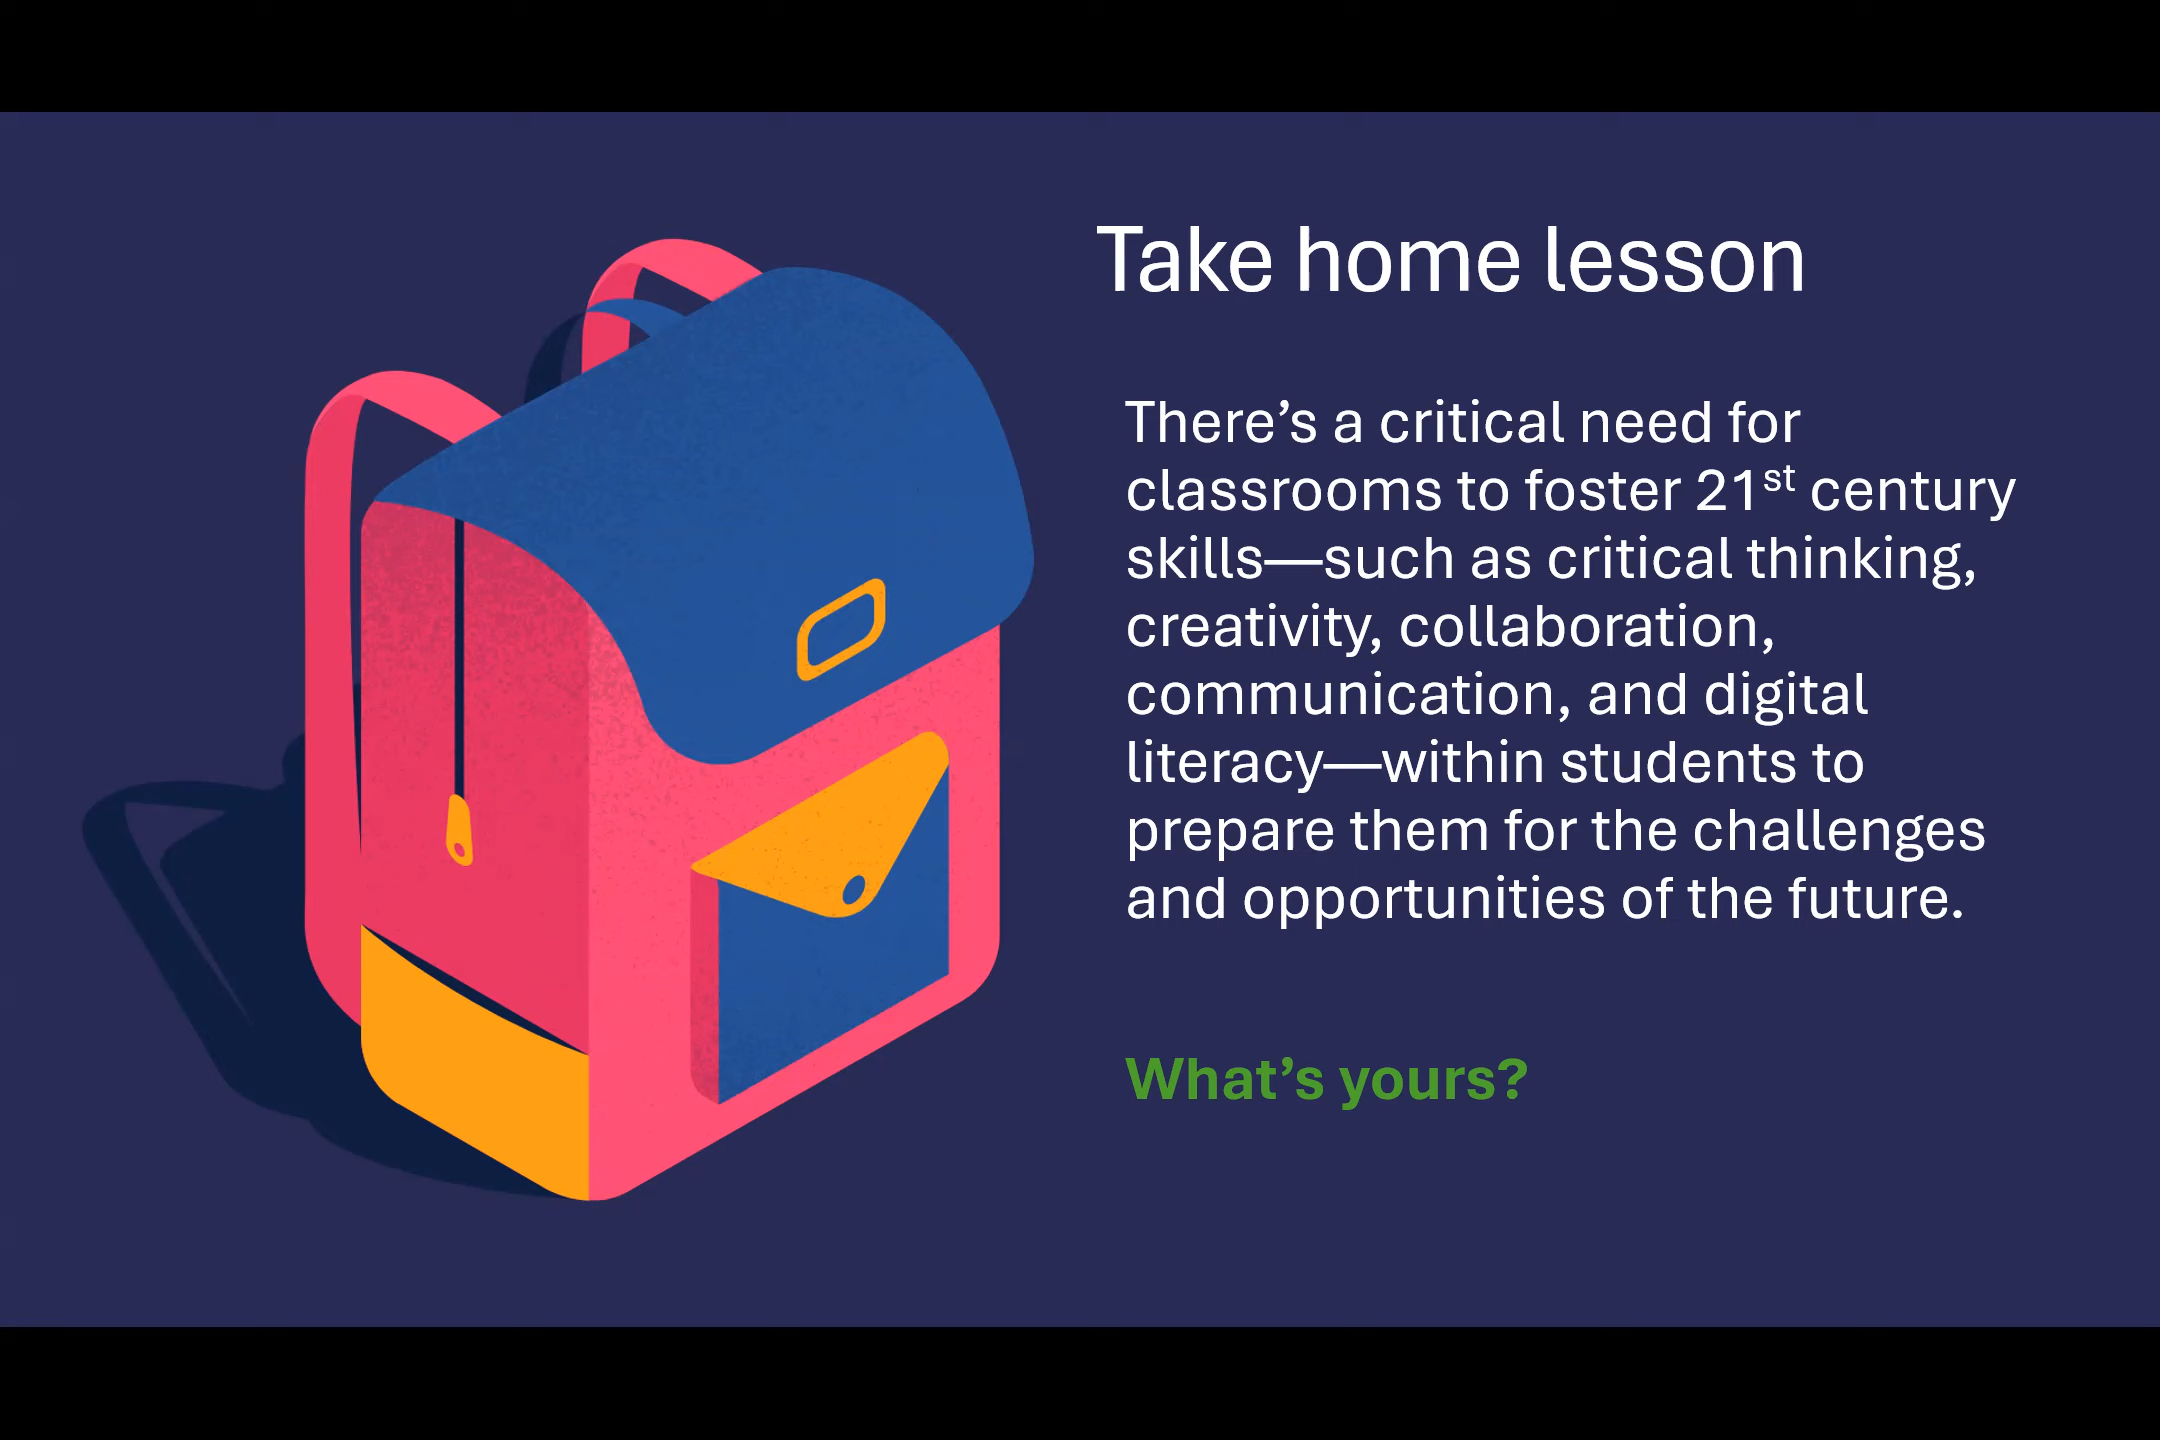 Take home lesson
There’s a critical need for
classrooms to foster 21st century
skills—such as critical thinking,
creativity, collaboration,
communication, and digital
literacy—within students to
prepare them for the challenges
and opportunities of the future.
What’s yours?